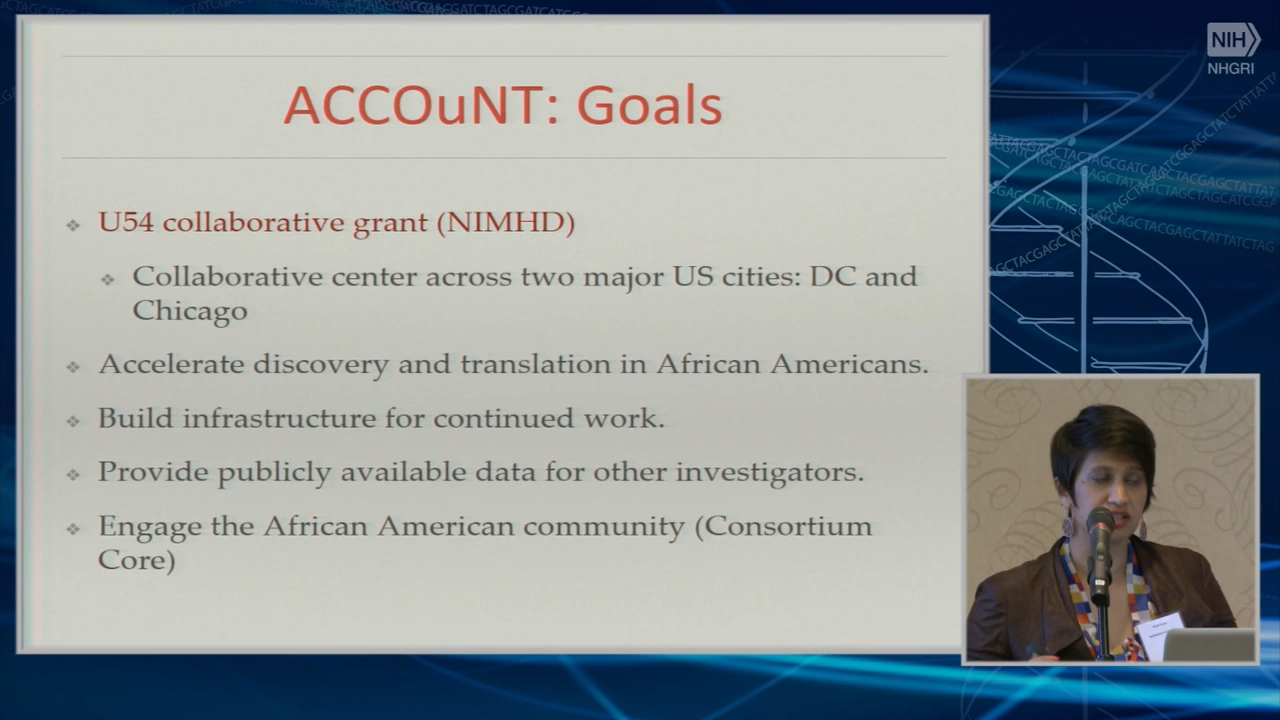 NIH
NHGRI
ACCOuNT: Goals
❖ U54 collaborative grant (NIMHD)
❖ Collaborative center across two major US cities: DC and
Chicago
❖ Accelerate discovery and translation in African Americans.
❖ Build infrastructure for continued work.
❖ Provide publicly available data for other investigators.
❖ Engage the African American community (Consortium
Core)